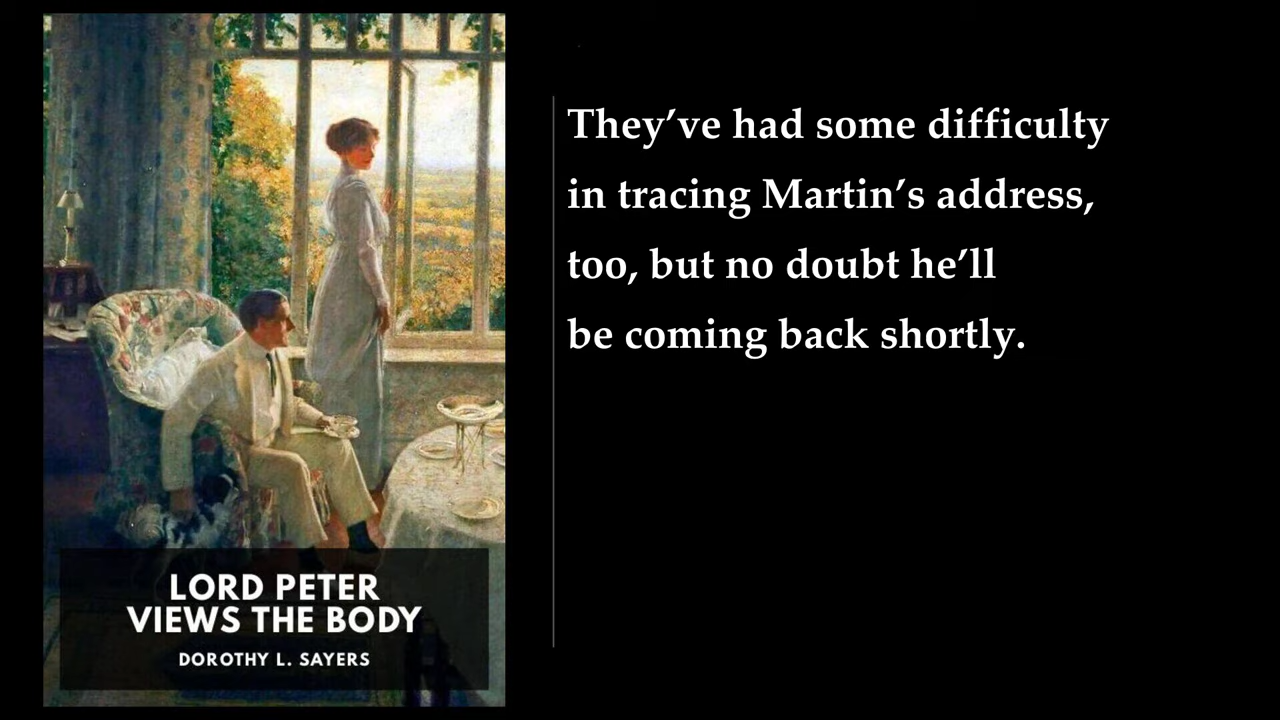 They’ve had some difficulty
in tracing Martin’s address,
too, but no doubt he’ll
be coming back shortly.
LORD PETER
VIEWS THE BODY
DOROTHY L. SAYERS